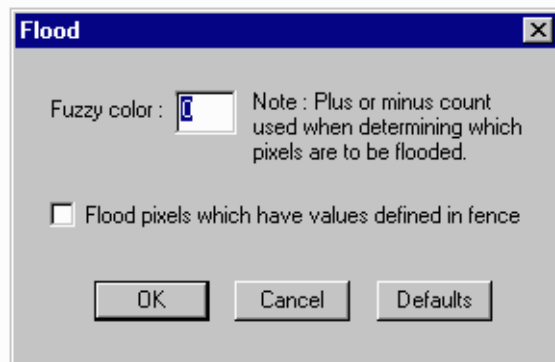 Flood
Fuzzy color : 0 Note : Plus or minus count
used when determining which
pixels are to be flooded.
Flood pixels which have values defined in fence
OK Cancel Defaults